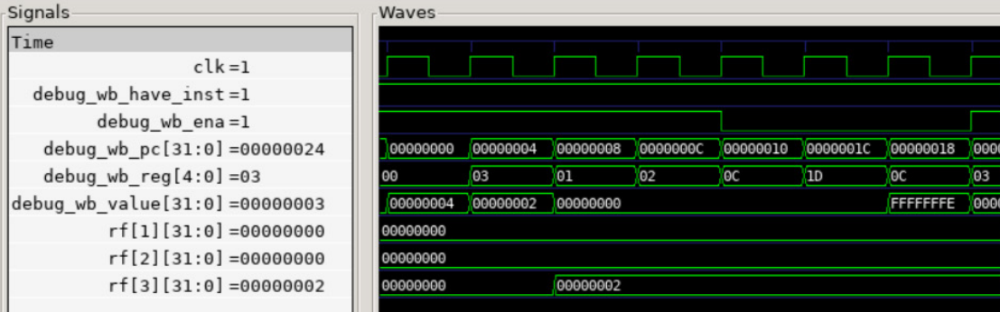 Signals Waves
Time
clk=1
debug_wb_have_inst=1
debug_wb_ena=1
debug_wb_pc[31:0]=00000024 00000000 00000004 00000008 0000000C 00000010 0000001C 00000018 0000
debug_wb_reg[4:0]=03 00 03 01 02 0C 1D 0C 03
debug_wb_value[31:0]=00000003 00000004 00000002 00000000 FFFFFFFE 0000
rf[1][31:0]=00000000 00000000
rf[2][31:0]=00000000 00000000
rf[3][31:0]=00000002 00000000 00000002